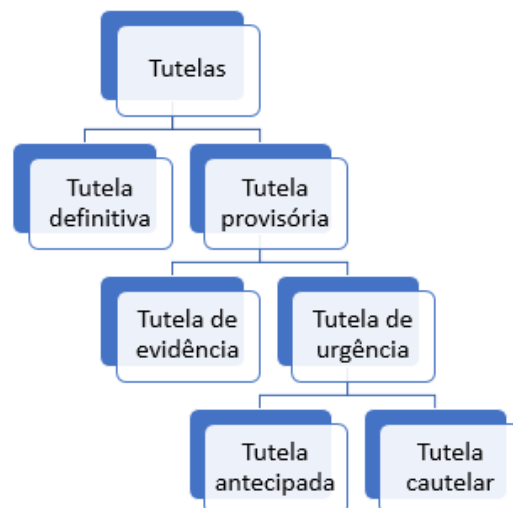 Tutelas
Tutela
definitiva
Tutela
provisória
Tutela de
evidência
Tutela de
urgência
Tutela
antecipada
Tutela
cautelar